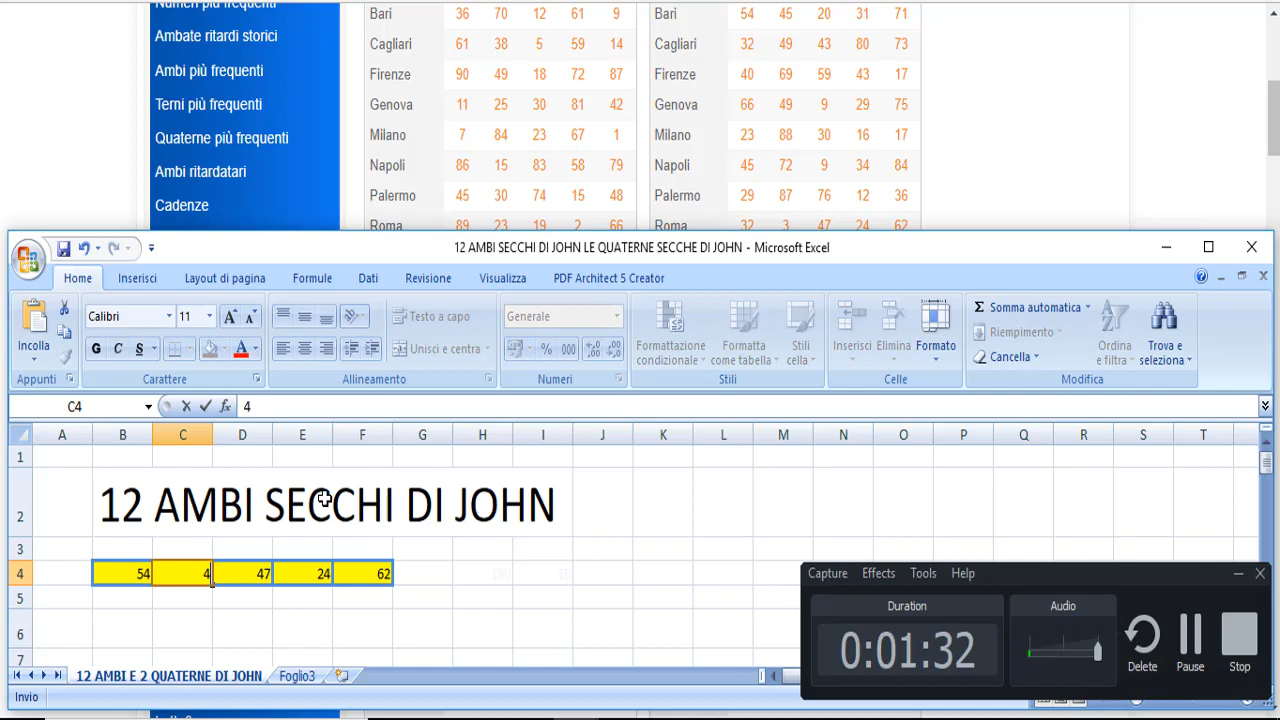 Numeri più frequenti
Ambate ritardi storici
Ambi più frequenti
Terni più frequenti
Quaterne più frequenti
Ambi ritardatari
Cadenze
Bari 36 70 12 61 9
Cagliari 61 38 5 59 14
Firenze 90 49 18 72 87
Genova 11 25 30 81 42
Milano 7 84 23 67 1
Napoli 86 15 83 58 79
Palermo 45 30 74 15 48
Roma 89 23 19 2 66
Bari 54 45 20 31 71
Cagliari 32 49 43 80 73
Firenze 40 69 59 43 17
Genova 66 49 9 29 75
Milano 23 88 30 16 17
Napoli 45 72 9 34 84
Palermo 29 87 76 12 36
Roma 32 3 47 24 62
12 AMBI SECCHI DI JOHN LE QUATERNE SECCHE DI JOHN - Microsoft Excel
Home Inserisci Layout di pagina Formule Dati Revisione Visualizza PDF Architect 5 Creator
Incolla
Appunti
Calibri 11
G C S
Carattere
Testo a capo
Unisci e centra
Allineamento
Generale
% 000
Numeri
Formattazione condizionale
Formatta come tabella
Stili cella
Stili
Inserisci Elimina Formato
Celle
Σ Somma automatica
Riempimento
Cancella
Ordina e filtra
Trova e seleziona
Modifica
C4 fx 4
A B C D E F G H I J K L M N O P Q R S T
1
2 12 AMBI SECCHI DI JOHN
3
4 54 4 47 24 62
5
6
7
12 AMBI E 2 QUATERNE DI JOHN Foglio3
Invio
Capture Effects Tools Help
Duration
0:01:32
Audio
Delete Pause Stop